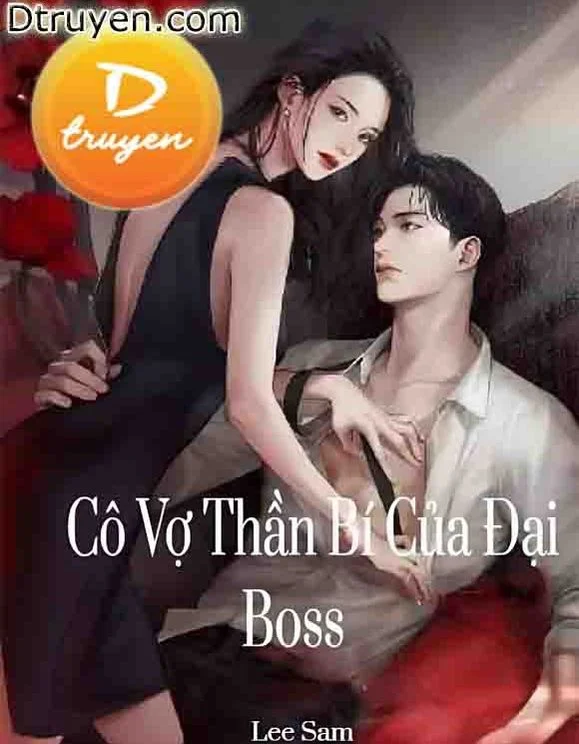 Dtruyen.com
D
truyen
Cô Vợ Thần Bí Của Đại
Boss
Lee Sam